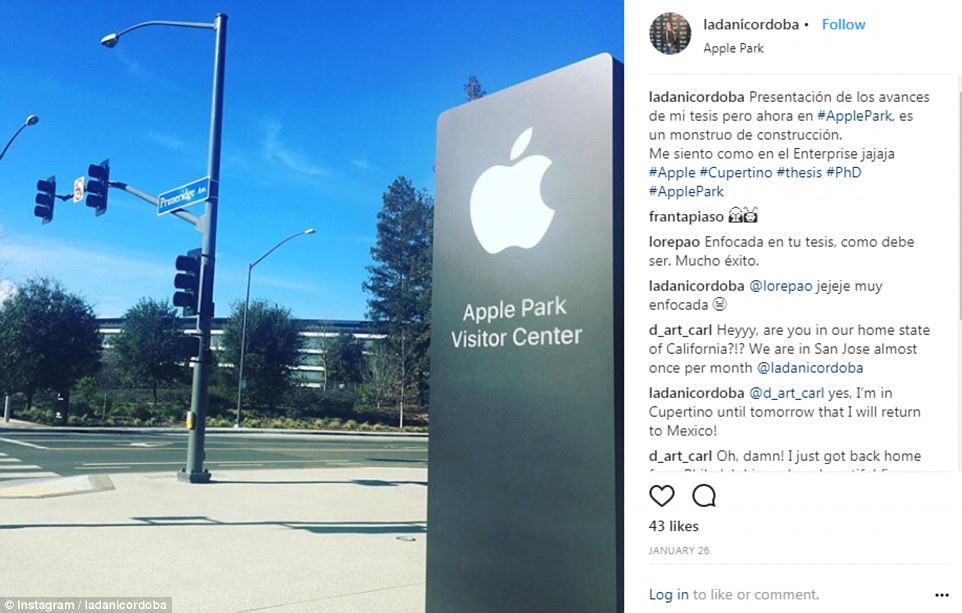 Pruneridge Ave
Apple Park
Visitor Center
© Instagram / ladanicordoba
ladanicordoba • Follow
Apple Park
ladanicordoba Presentación de los avances
de mi tesis pero ahora en #ApplePark, es
un monstruo de construcción.
Me siento como en el Enterprise jajaja
#Apple #Cupertino #thesis #PhD
#ApplePark
frantapiaso
lorepao Enfocada en tu tesis, como debe
ser. Mucho éxito.
ladanicordoba @lorepao jejeje muy
enfocada
d_art_carl Heyyy, are you in our home state
of California?!? We are in San Jose almost
once per month @ladanicordoba
ladanicordoba @d_art_carl yes, I'm in
Cupertino until tomorrow that I will return
to Mexico!
d_art_carl Oh, damn! I just got back home
43 likes
JANUARY 26
Log in to like or comment.